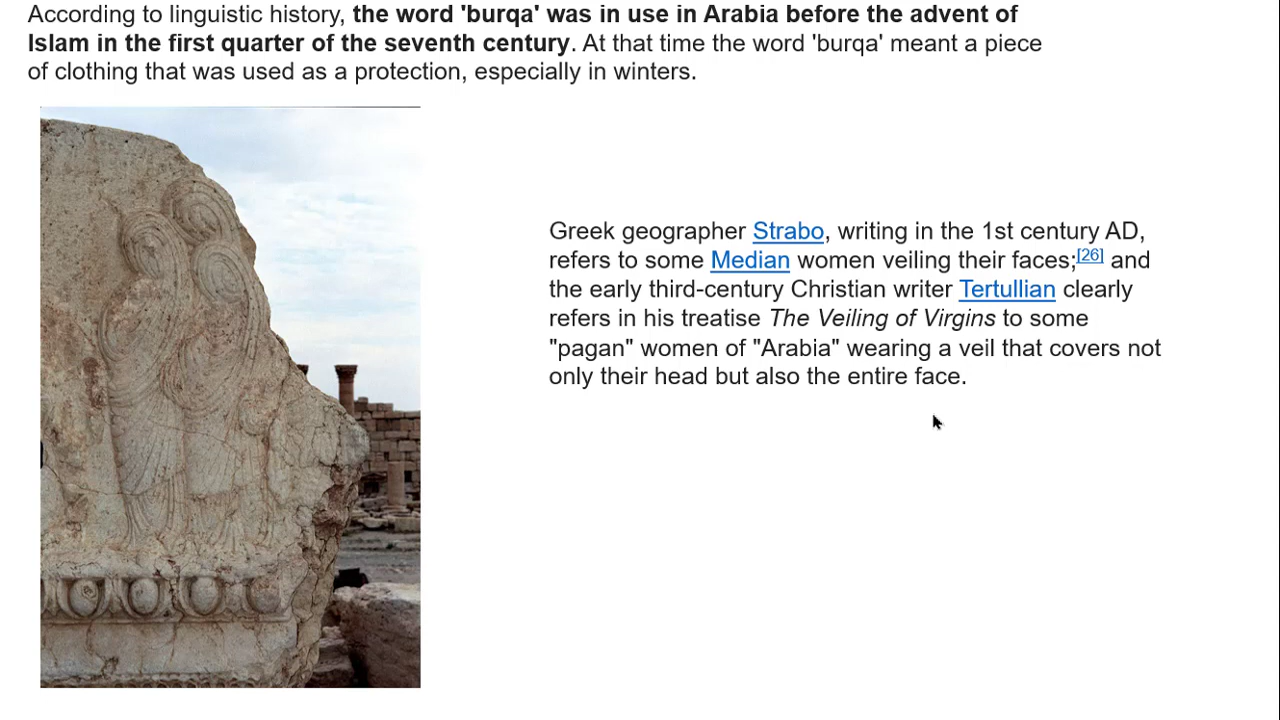 According to linguistic history, the word 'burqa' was in use in Arabia before the advent of
Islam in the first quarter of the seventh century. At that time the word 'burqa' meant a piece
of clothing that was used as a protection, especially in winters.
Greek geographer Strabo, writing in the 1st century AD,
refers to some Median women veiling their faces;[26] and
the early third-century Christian writer Tertullian clearly
refers in his treatise The Veiling of Virgins to some
"pagan" women of "Arabia" wearing a veil that covers not
only their head but also the entire face.